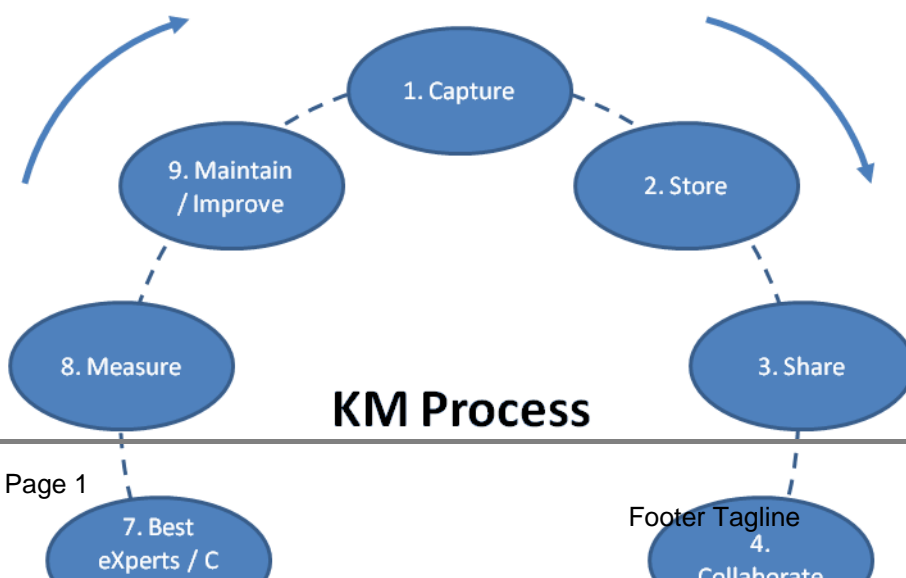 1. Capture
9. Maintain
/ Improve
2. Store
8. Measure
3. Share
KM Process
Page 1
Footer Tagline
7. Best
eXperts / C
4.
Collaborate